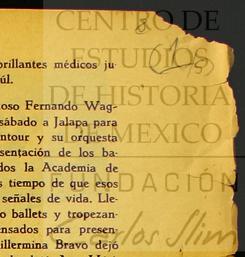 CENTRO DE
ESTUDIOS
DE HISTORIA
DE MEXICO
FUNDACIÓN
Carlos Slim
brillantes médicos ju-
úl.
oso Fernando Wag-
sábado a Jalapa para
ntour y su orquesta
sentación de los ba-
dos la Academia de
s tiempo de que esos
señales de vida. Lle-
o ballets y tropezan-
ensados para presen-
illermina Bravo dejó